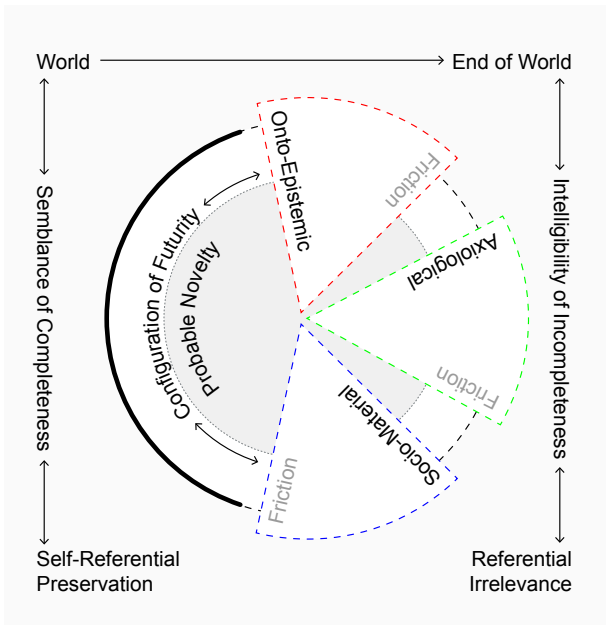 World
End of World
Onto-Epistemic
Friction
Axiological
Friction
Socio-Material
Friction
Configuration of Futurity
Probable Novelty
Semblance of Completeness
Intelligibility of Incompleteness
Self-Referential
Preservation
Referential
Irrelevance